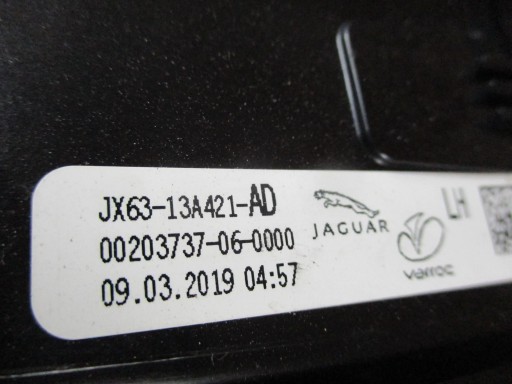 JX63-13A421-AD
00203737-06-0000
09.03.2019 04:57
JAGUAR
varroc
LH